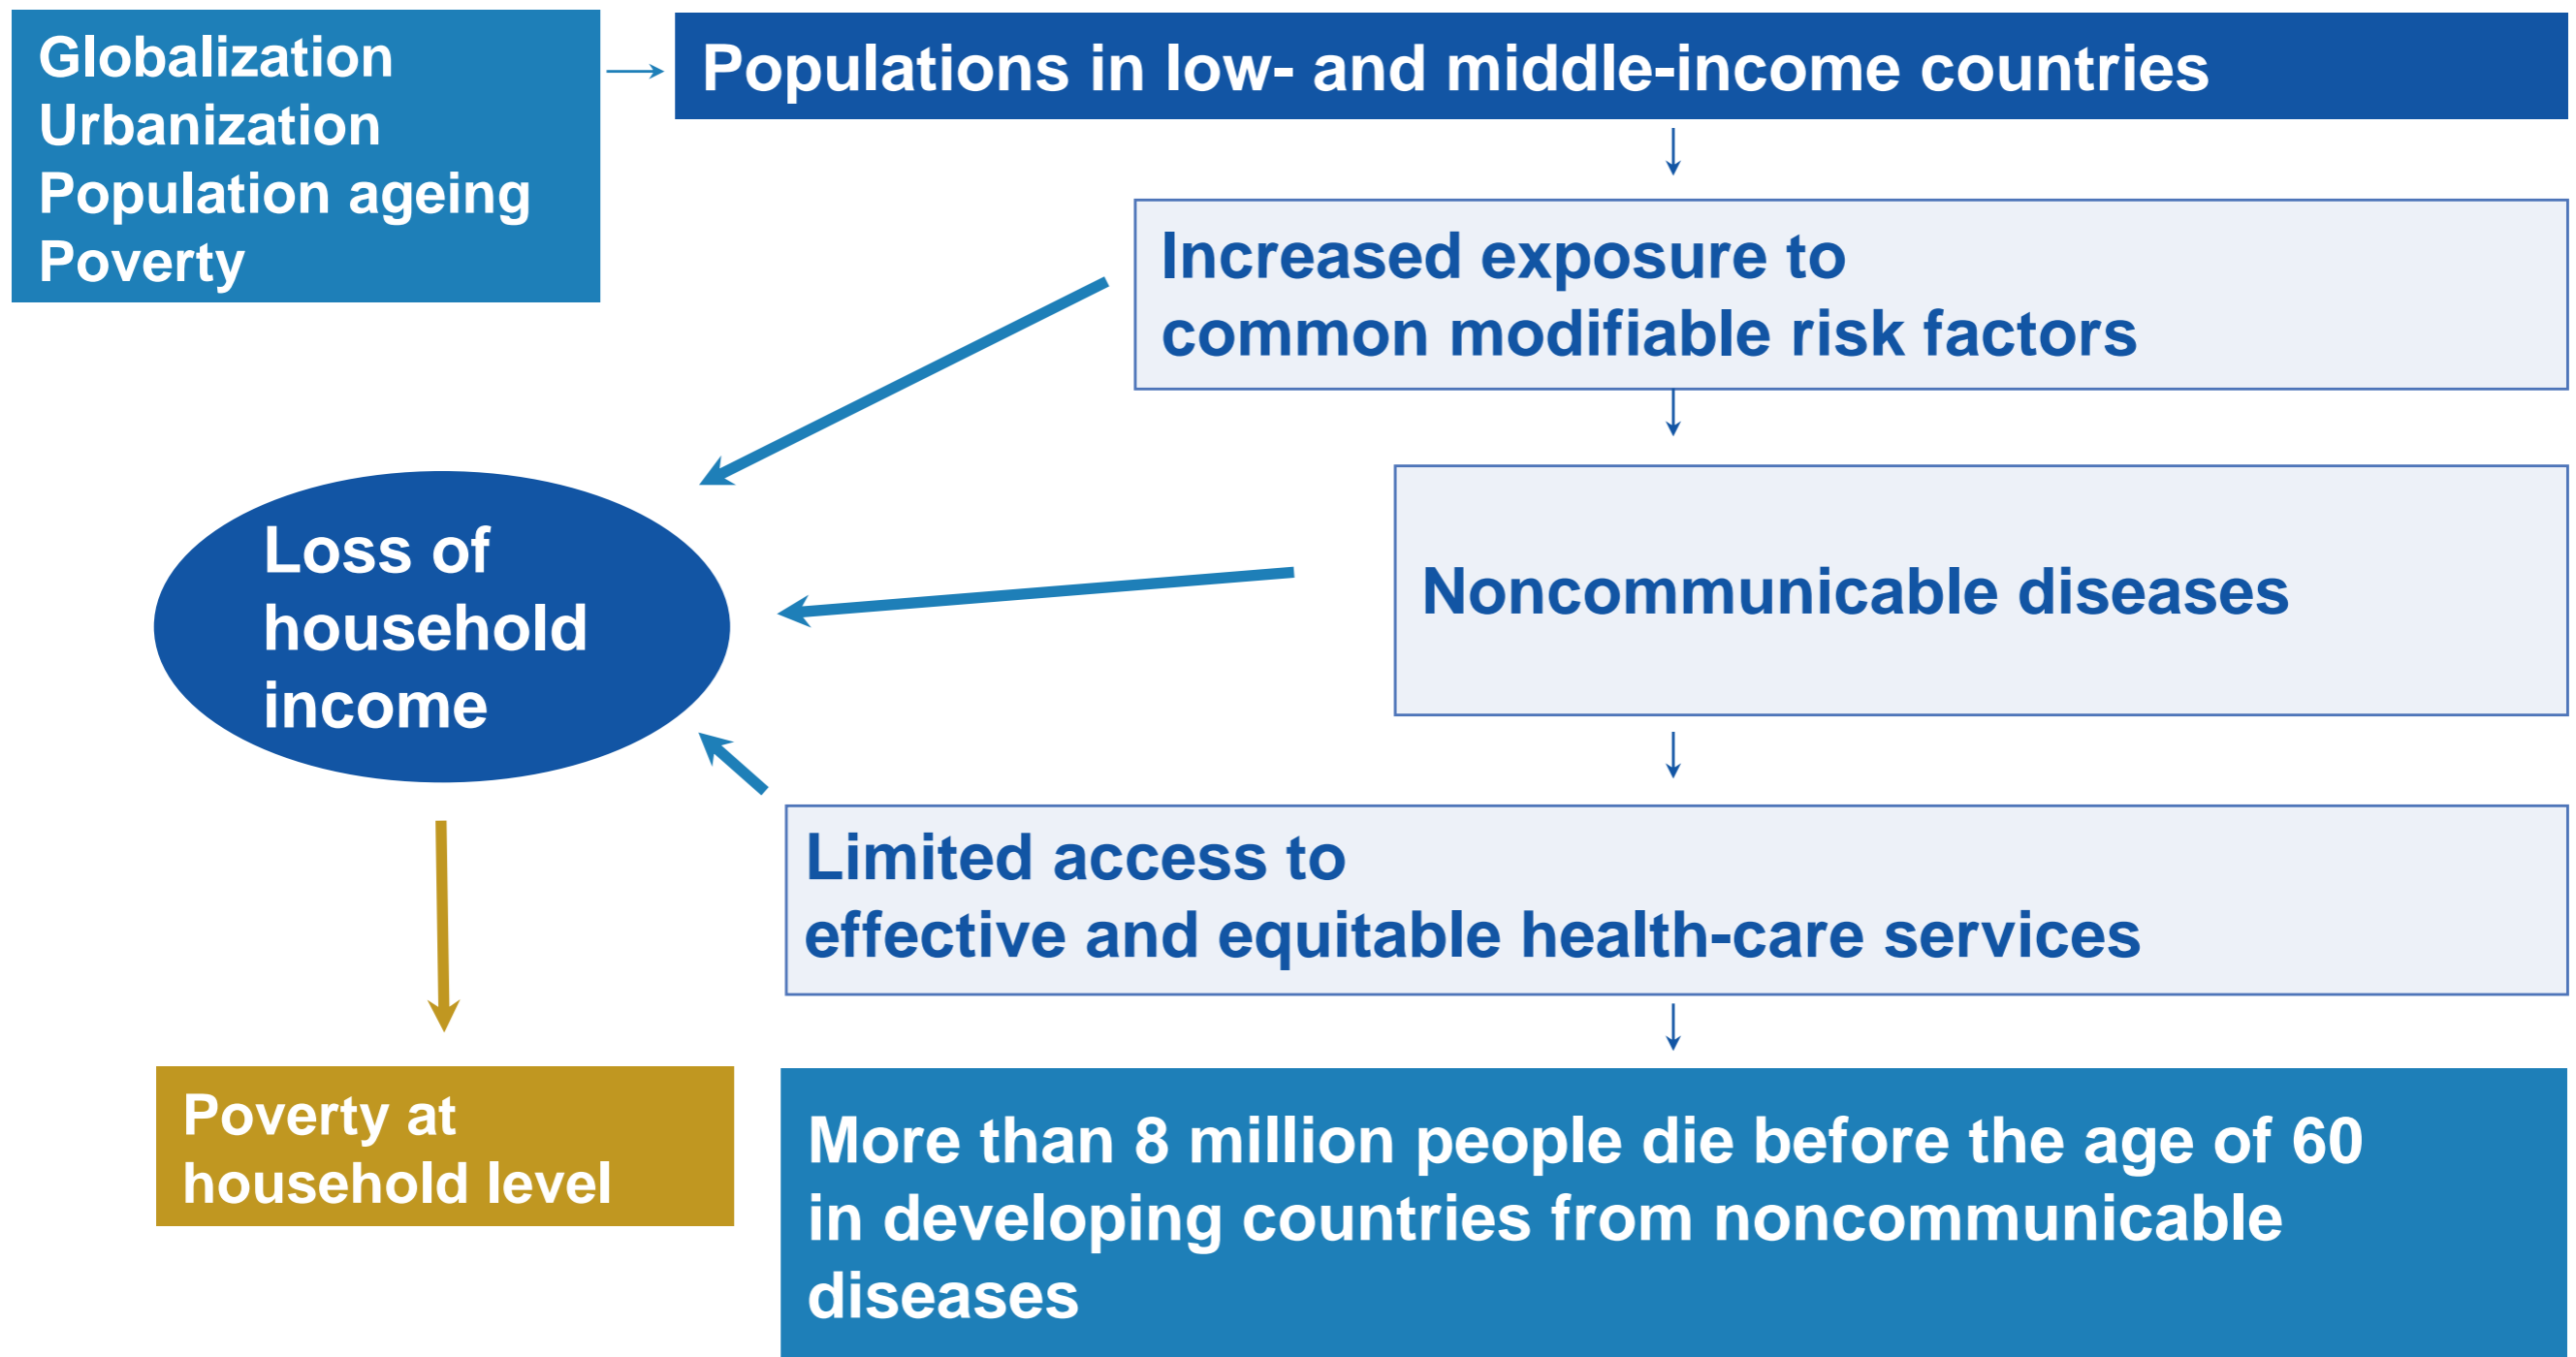 Globalization
Urbanization
Population ageing
Poverty
Populations in low- and middle-income countries
Increased exposure to
common modifiable risk factors
Loss of
household
income
Noncommunicable diseases
Limited access to
effective and equitable health-care services
Poverty at
household level
More than 8 million people die before the age of 60
in developing countries from noncommunicable
diseases